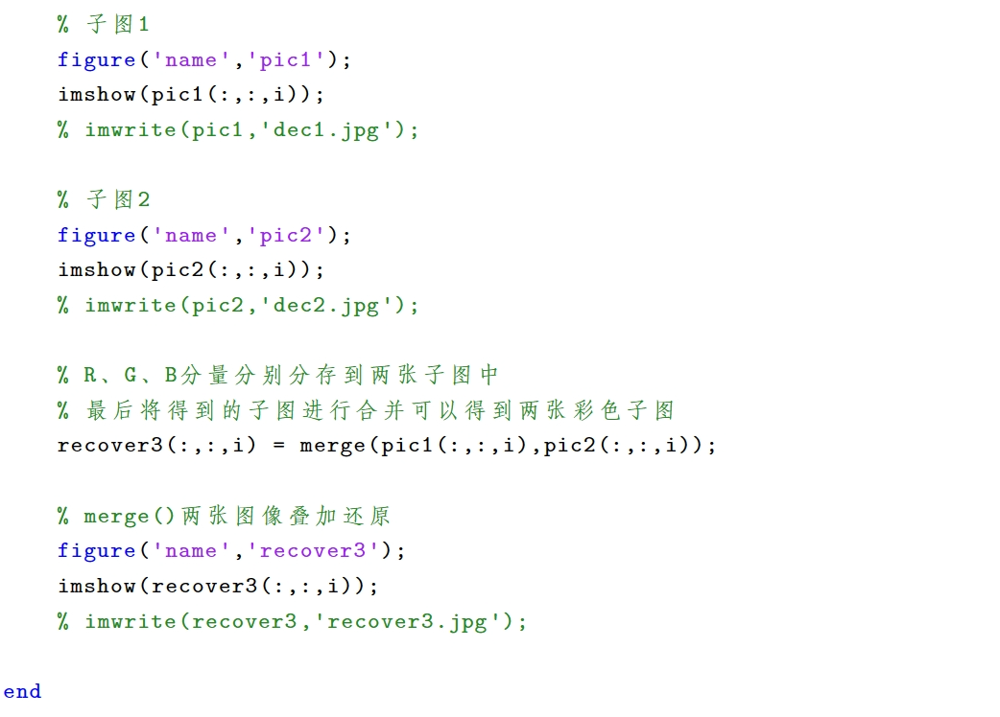 % 子图1
figure('name','pic1');
imshow(pic1(:,:,i));
% imwrite(pic1,'dec1.jpg');
% 子图2
figure('name','pic2');
imshow(pic2(:,:,i));
% imwrite(pic2,'dec2.jpg');
% R、G、B分量分别分存到两张子图中
% 最后将得到的子图进行合并可以得到两张彩色子图
recover3(:,:,i) = merge(pic1(:,:,i),pic2(:,:,i));
% merge()两张图像叠加还原
figure('name','recover3');
imshow(recover3(:,:,i));
% imwrite(recover3,'recover3.jpg');
end